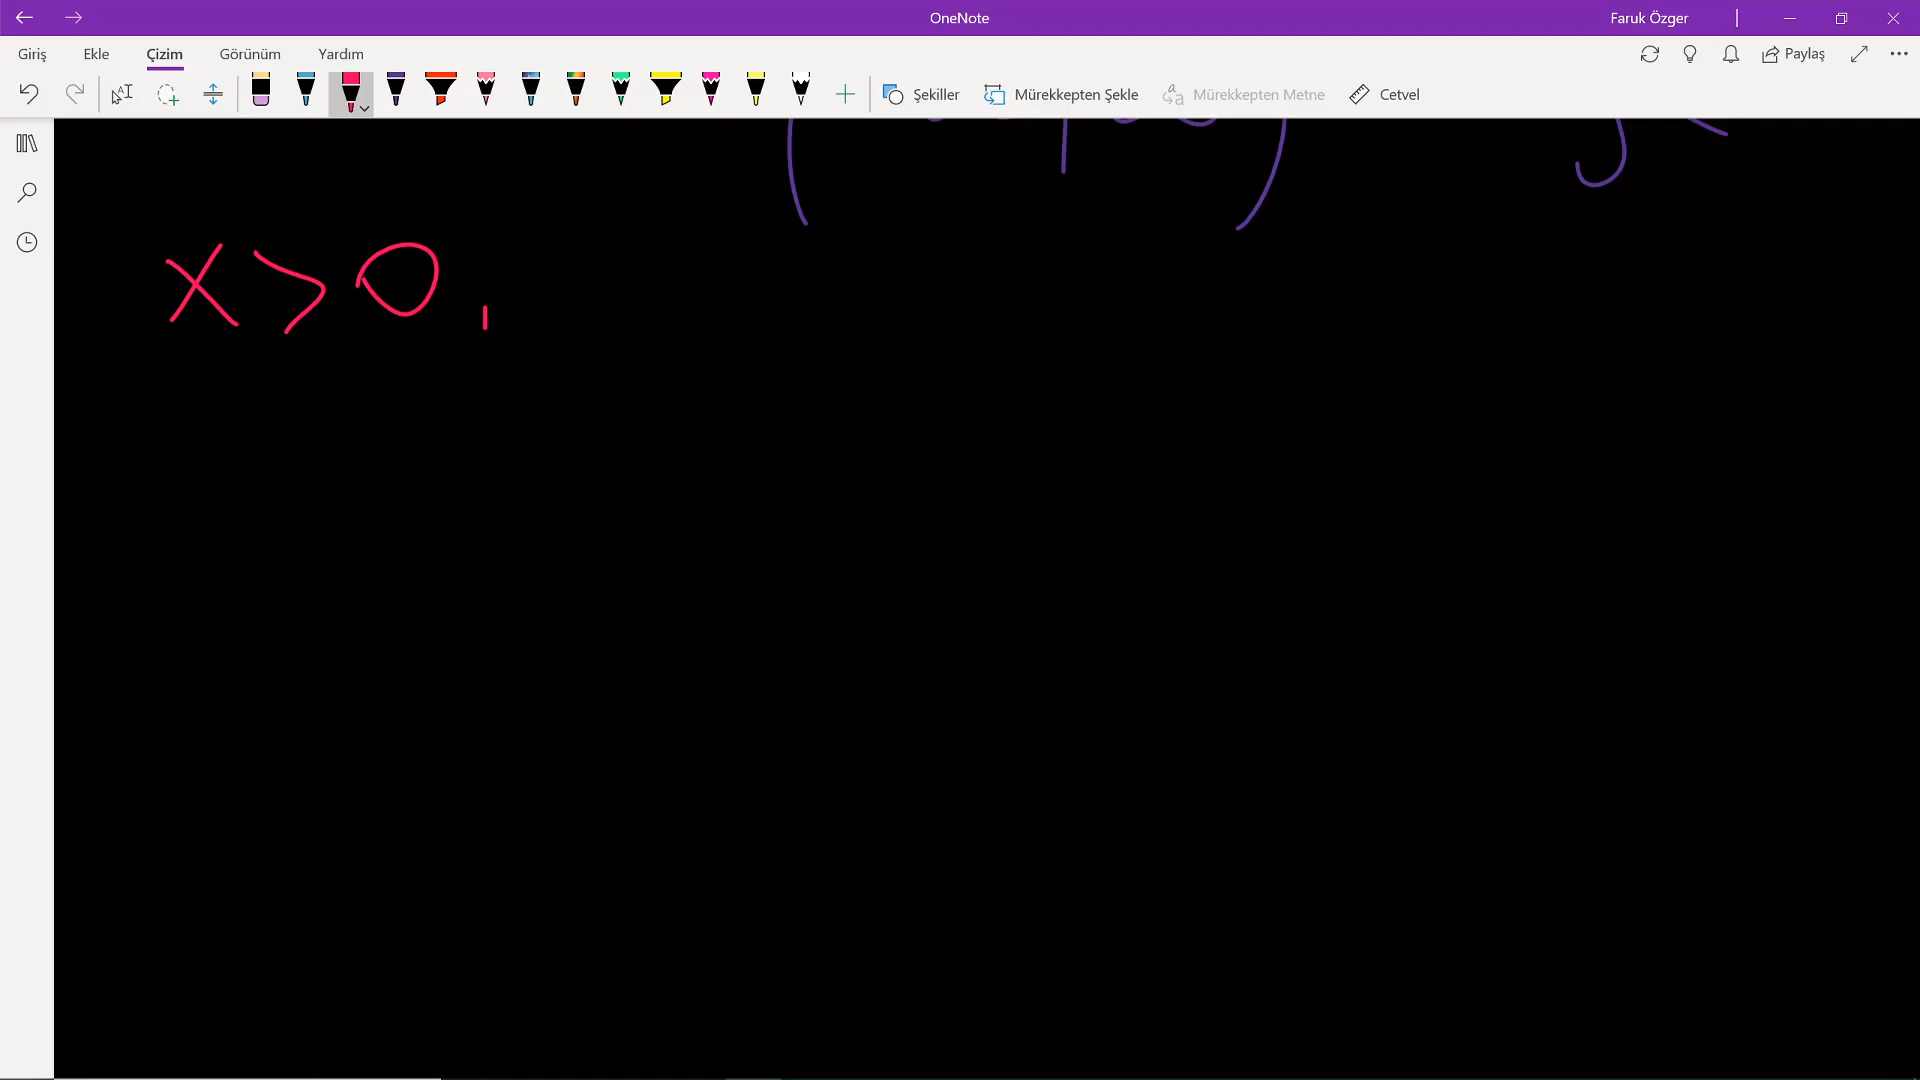 OneNote
Faruk Özger
Giriş Ekle Çizim Görünüm Yardım
Paylaş
Şekiller Mürekkepten Şekle Mürekkepten Metne Cetvel
x>0,